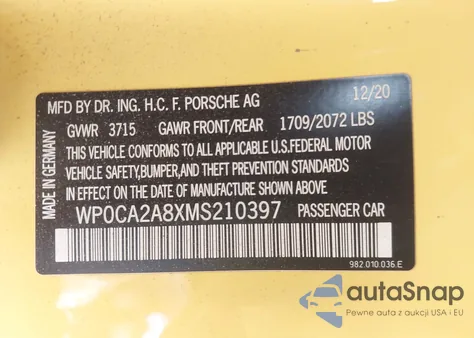 MFD BY DR. ING. H.C. F. PORSCHE AG 12/20
GVWR 3715 GAWR FRONT/REAR 1709/2072 LBS
THIS VEHICLE CONFORMS TO ALL APPLICABLE U.S.FEDERAL MOTOR
VEHICLE SAFETY,BUMPER,AND THEFT PREVENTION STANDARDS
IN EFFECT ON THE DATE OF MANUFACTURE SHOWN ABOVE.
WP0CA2A8XMS210397 PASSENGER CAR
MADE IN GERMANY
982.010.036.E
autoSnap
Pewne auta z aukcji USA i EU